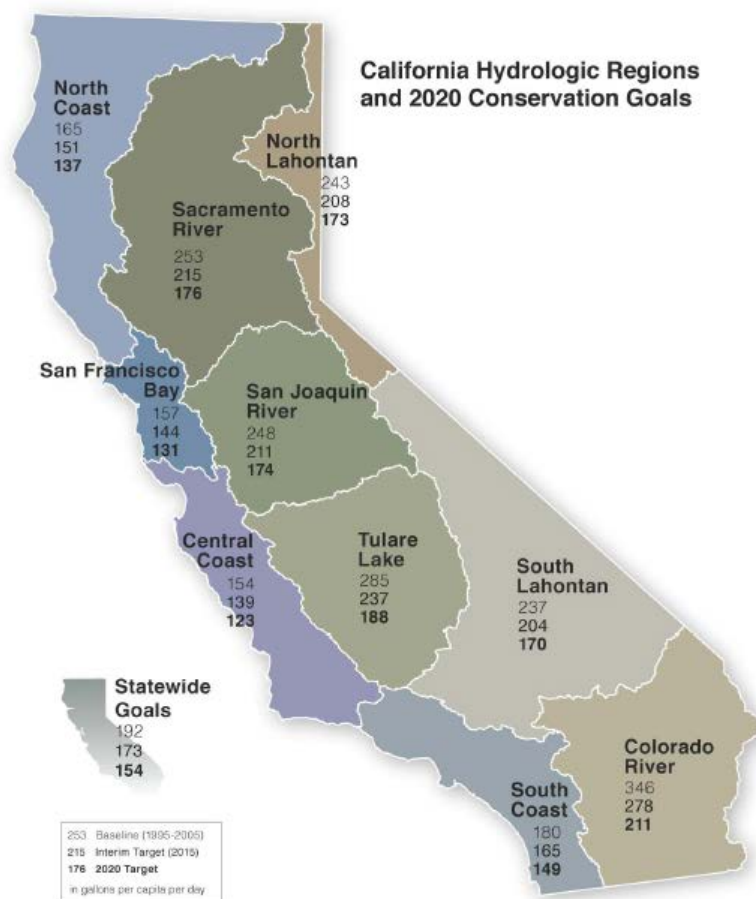 California Hydrologic Regions
and 2020 Conservation Goals
North
Coast
165
151
137
North
Lahontan
243
208
173
Sacramento
River
253
215
176
San Francisco
Bay
157
144
131
San Joaquin
River
248
211
174
Central
Coast
154
139
123
Tulare
Lake
285
237
188
South
Lahontan
237
204
170
Statewide
Goals
192
173
154
South
Coast
180
165
149
Colorado
River
346
278
211
253 Baseline (1995-2005)
215 Interim Target (2015)
176 2020 Target
in gallons per capita per day